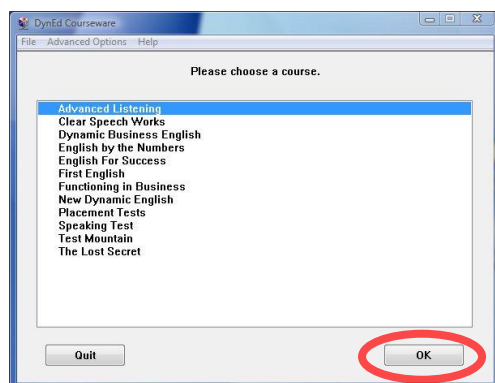 DynEd Courseware
File Advanced Options Help
Please choose a course.
Advanced Listening
Clear Speech Works
Dynamic Business English
English by the Numbers
English For Success
First English
Functioning in Business
New Dynamic English
Placement Tests
Speaking Test
Test Mountain
The Lost Secret
Quit OK